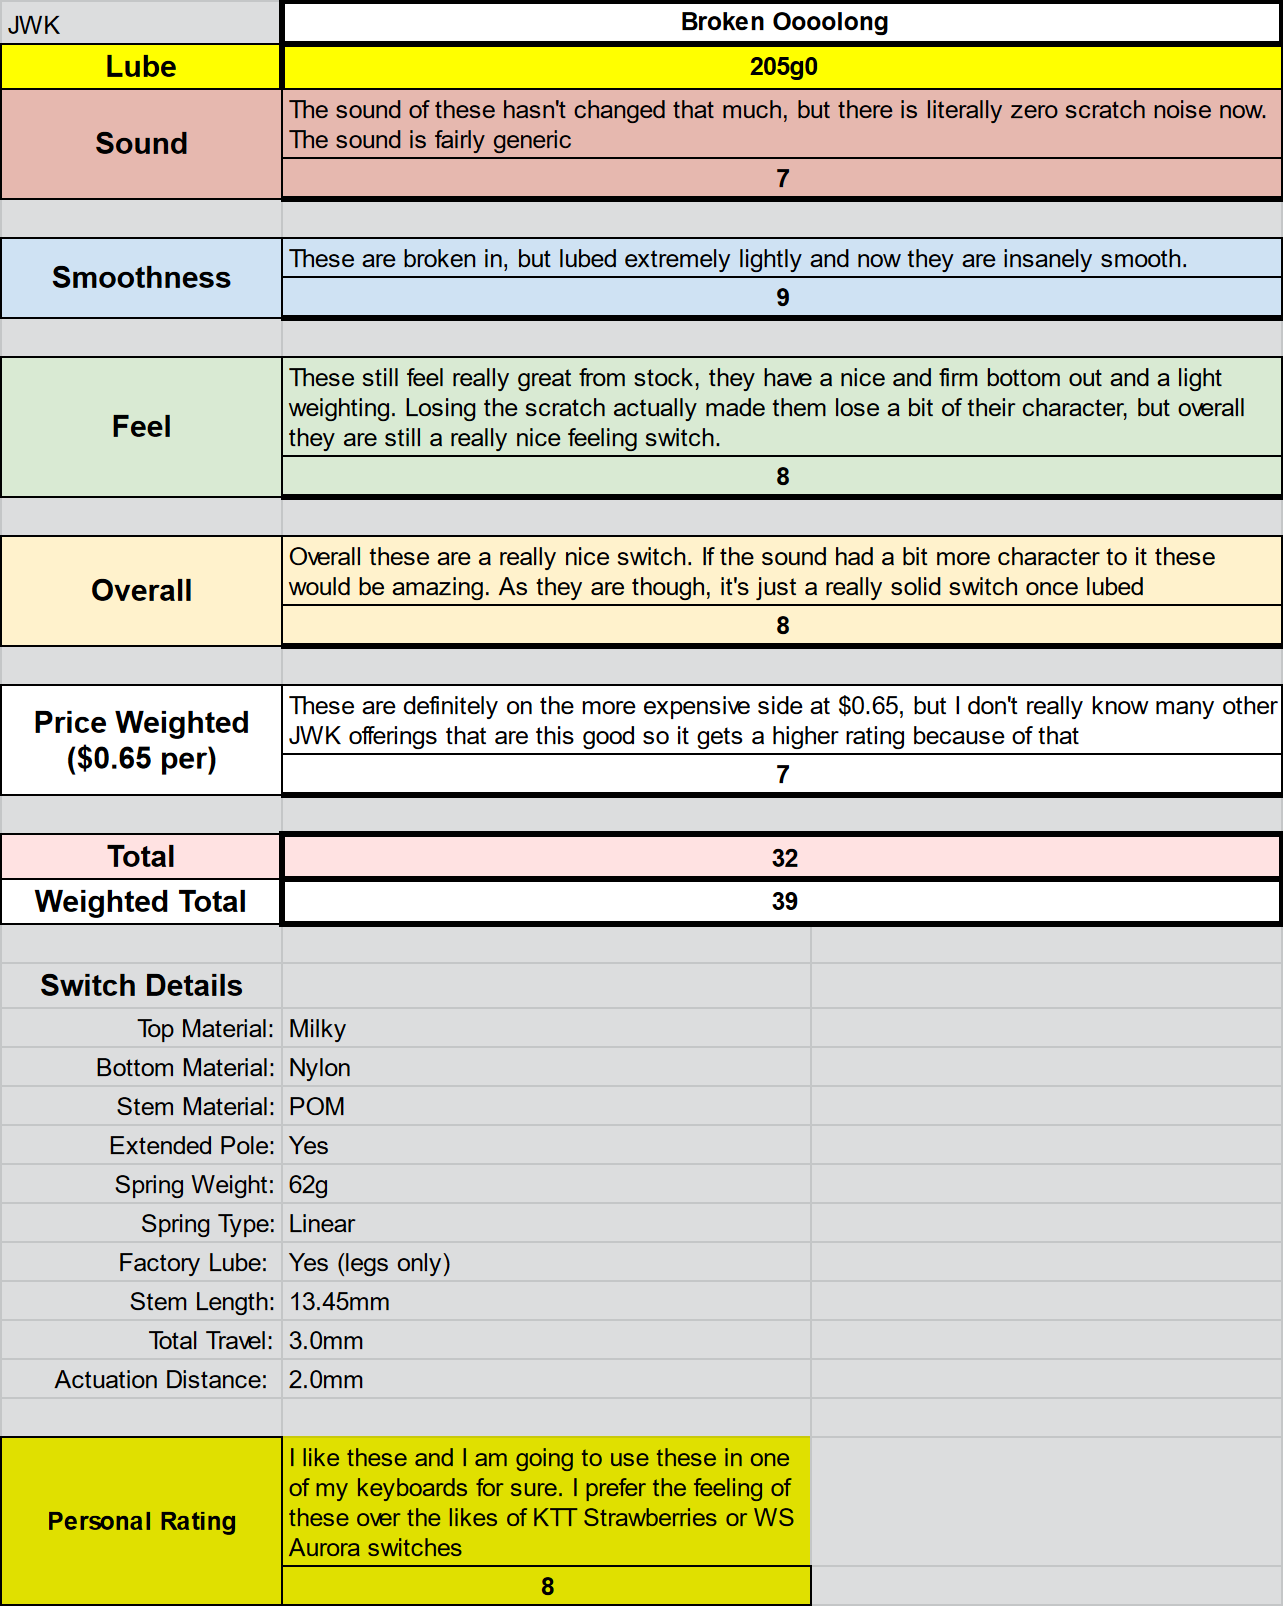 JWK
Broken Oooolong
Lube
205g0
Sound
The sound of these hasn't changed that much, but there is literally zero scratch noise now.
The sound is fairly generic
7
Smoothness
These are broken in, but lubed extremely lightly and now they are insanely smooth.
9
Feel
These still feel really great from stock, they have a nice and firm bottom out and a light
weighting. Losing the scratch actually made them lose a bit of their character, but overall
they are still a really nice feeling switch.
8
Overall
Overall these are a really nice switch. If the sound had a bit more character to it these
would be amazing. As they are though, it's just a really solid switch once lubed
8
Price Weighted
($0.65 per)
These are definitely on the more expensive side at $0.65, but I don't really know many other
JWK offerings that are this good so it gets a higher rating because of that
7
Total
32
Weighted Total
39
Switch Details
Top Material: Milky
Bottom Material: Nylon
Stem Material: POM
Extended Pole: Yes
Spring Weight: 62g
Spring Type: Linear
Factory Lube: Yes (legs only)
Stem Length: 13.45mm
Total Travel: 3.0mm
Actuation Distance: 2.0mm
Personal Rating
I like these and I am going to use these in one
of my keyboards for sure. I prefer the feeling of
these over the likes of KTT Strawberries or WS
Aurora switches
8